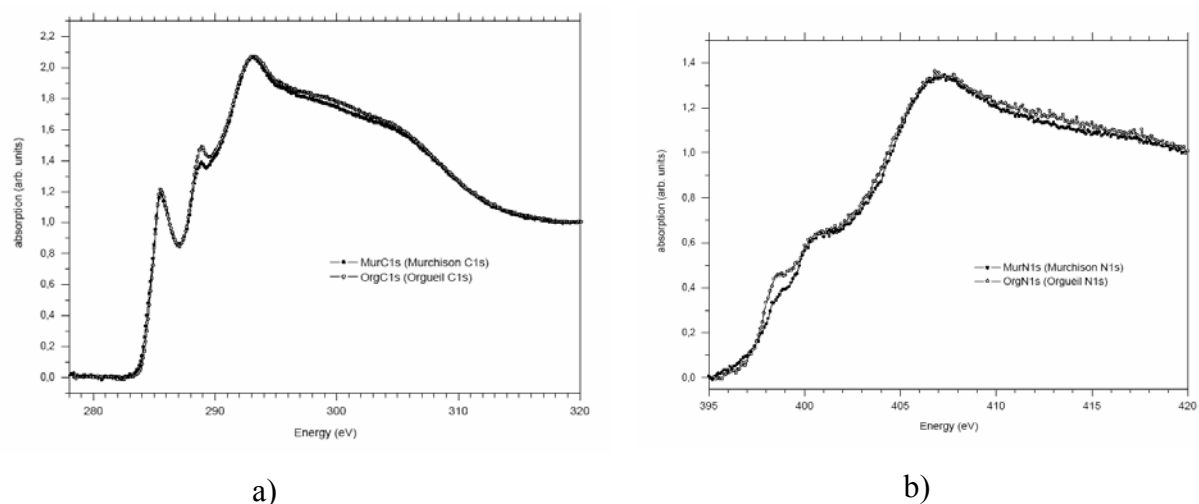 2,2
2,0
1,8
1,6
1,4
1,2
1,0
0,8
0,6
0,4
0,2
0,0
absorption (arb. units)
MurC1s (Murchison C1s)
OrgC1s (Orgueil C1s)
280 290 300 310 320
Energy (eV)
a)
1,4
1,2
1,0
0,8
0,6
0,4
0,2
0,0
absorption (arb. units)
MurN1s (Murchison N1s)
OrgN1s (Orgueil N1s)
395 400 405 410 415 420
Energy (eV)
b)